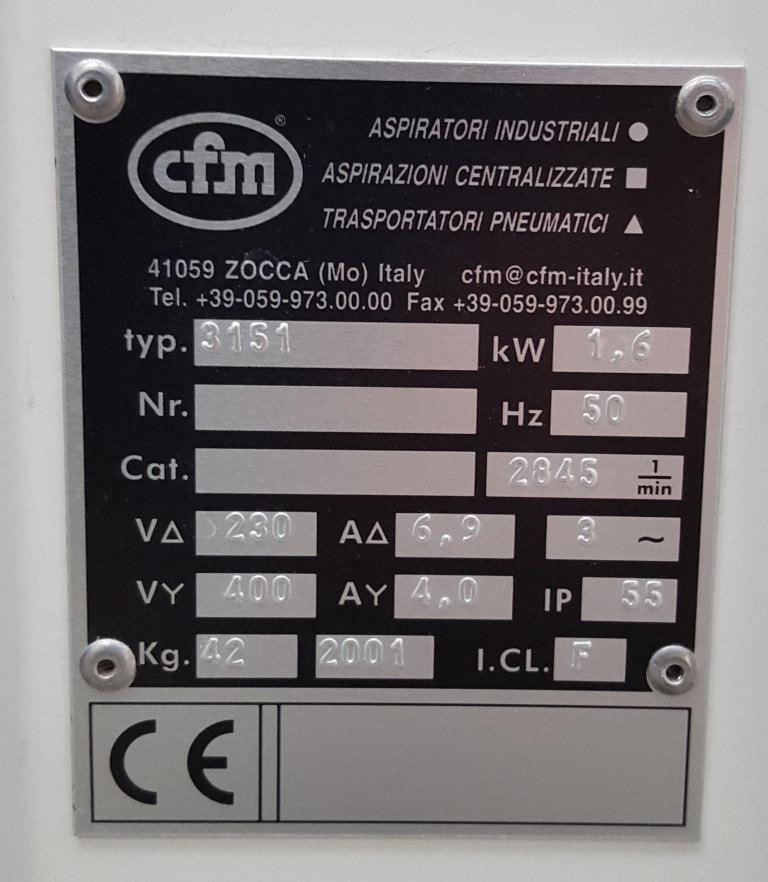 cfm ®
ASPIRATORI INDUSTRIALI ●
ASPIRAZIONI CENTRALIZZATE ■
TRASPORTATORI PNEUMATICI ▲
41059 ZOCCA (Mo) Italy cfm@cfm-italy.it
Tel. +39-059-973.00.00 Fax +39-059-973.00.99
typ. 3151 kW 1,6
Nr. Hz 50
Cat. 2845 1/min
V△ 230 A△ 6,9 3 ~
VY 400 AY 4,0 IP 55
Kg. 42 2001 I.CL. F
CE